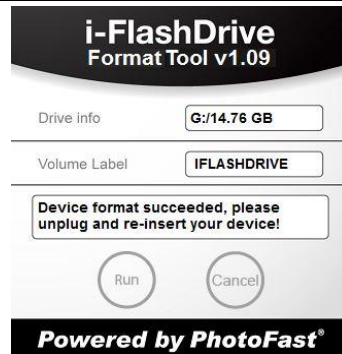 i-FlashDrive
Format Tool v1.09
Drive info G:/14.76 GB
Volume Label IFLASHDRIVE
Device format succeeded, please
unplug and re-insert your device!
Run Cancel
Powered by PhotoFast®